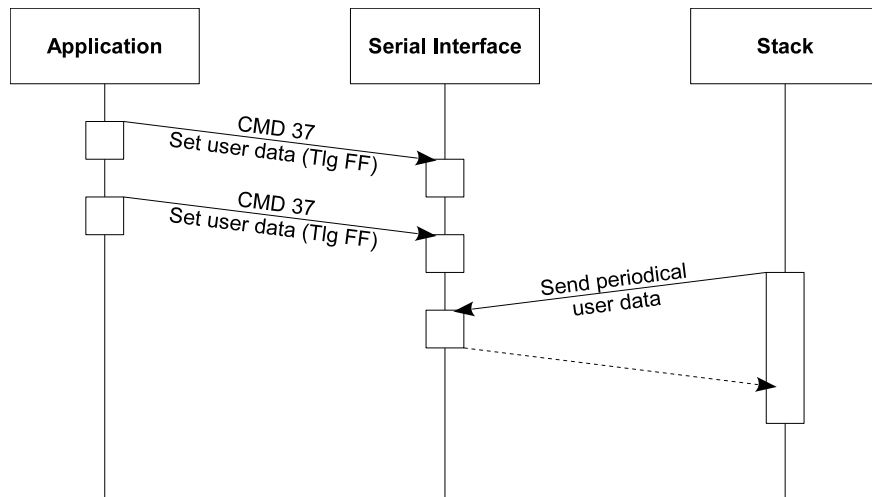 Application
Serial Interface
Stack
CMD 37
Set user data (Tlg FF)
CMD 37
Set user data (Tlg FF)
Send periodical
user data